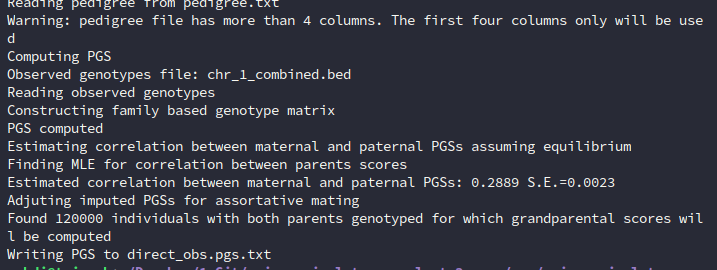 Reading pedigree from pedigree.txt
Warning: pedigree file has more than 4 columns. The first four columns only will be use
d
Computing PGS
Observed genotypes file: chr_1_combined.bed
Reading observed genotypes
Constructing family based genotype matrix
PGS computed
Estimating correlation between maternal and paternal PGSs assuming equilibrium
Finding MLE for correlation between parents scores
Estimated correlation between maternal and paternal PGSs: 0.2889 S.E.=0.0023
Adjuting imputed PGSs for assortative mating
Found 120000 individuals with both parents genotyped for which grandparental scores wil
l be computed
Writing PGS to direct_obs.pgs.txt